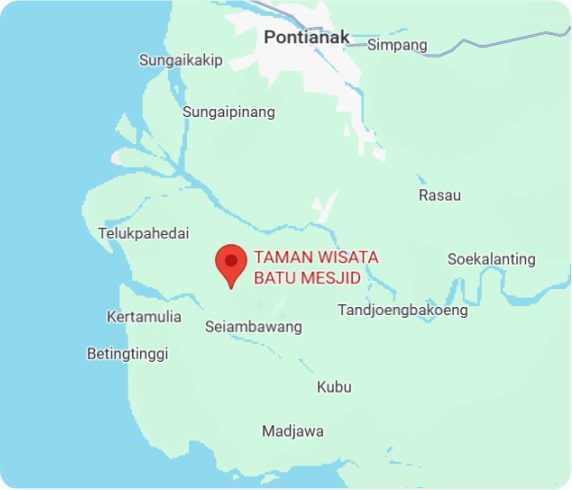 Pontianak
Simpang
Sungaikakip
Sungaipinang
Rasau
Telukpahedai
TAMAN WISATA
BATU MESJID
Soekalanting
Kertamulia
Tandjoengbakoeng
Seiambawang
Betingtinggi
Kubu
Madjawa